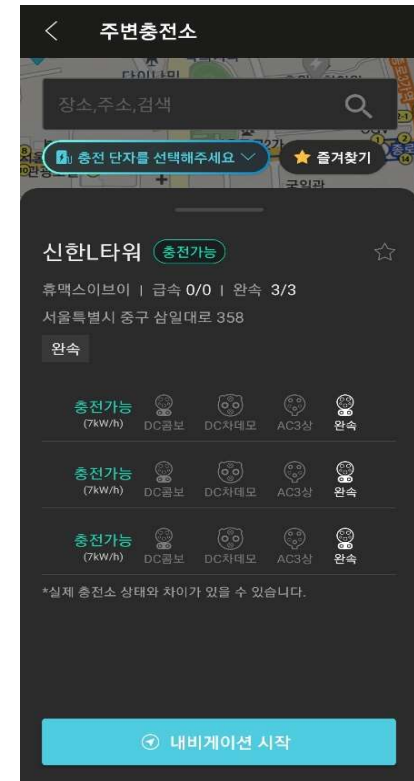 주변충전소
장소,주소,검색
충전 단자를 선택해주세요
즐겨찾기
국일관
신한L타워 충전가능
휴맥스이브이 | 급속 0/0 | 완속 3/3
서울특별시 중구 삼일대로 358
완속
충전가능
(7kW/h) DC콤보 DC차데모 AC3상 완속
충전가능
(7kW/h) DC콤보 DC차데모 AC3상 완속
충전가능
(7kW/h) DC콤보 DC차데모 AC3상 완속
*실제 충전소 상태와 차이가 있을 수 있습니다.
내비게이션 시작